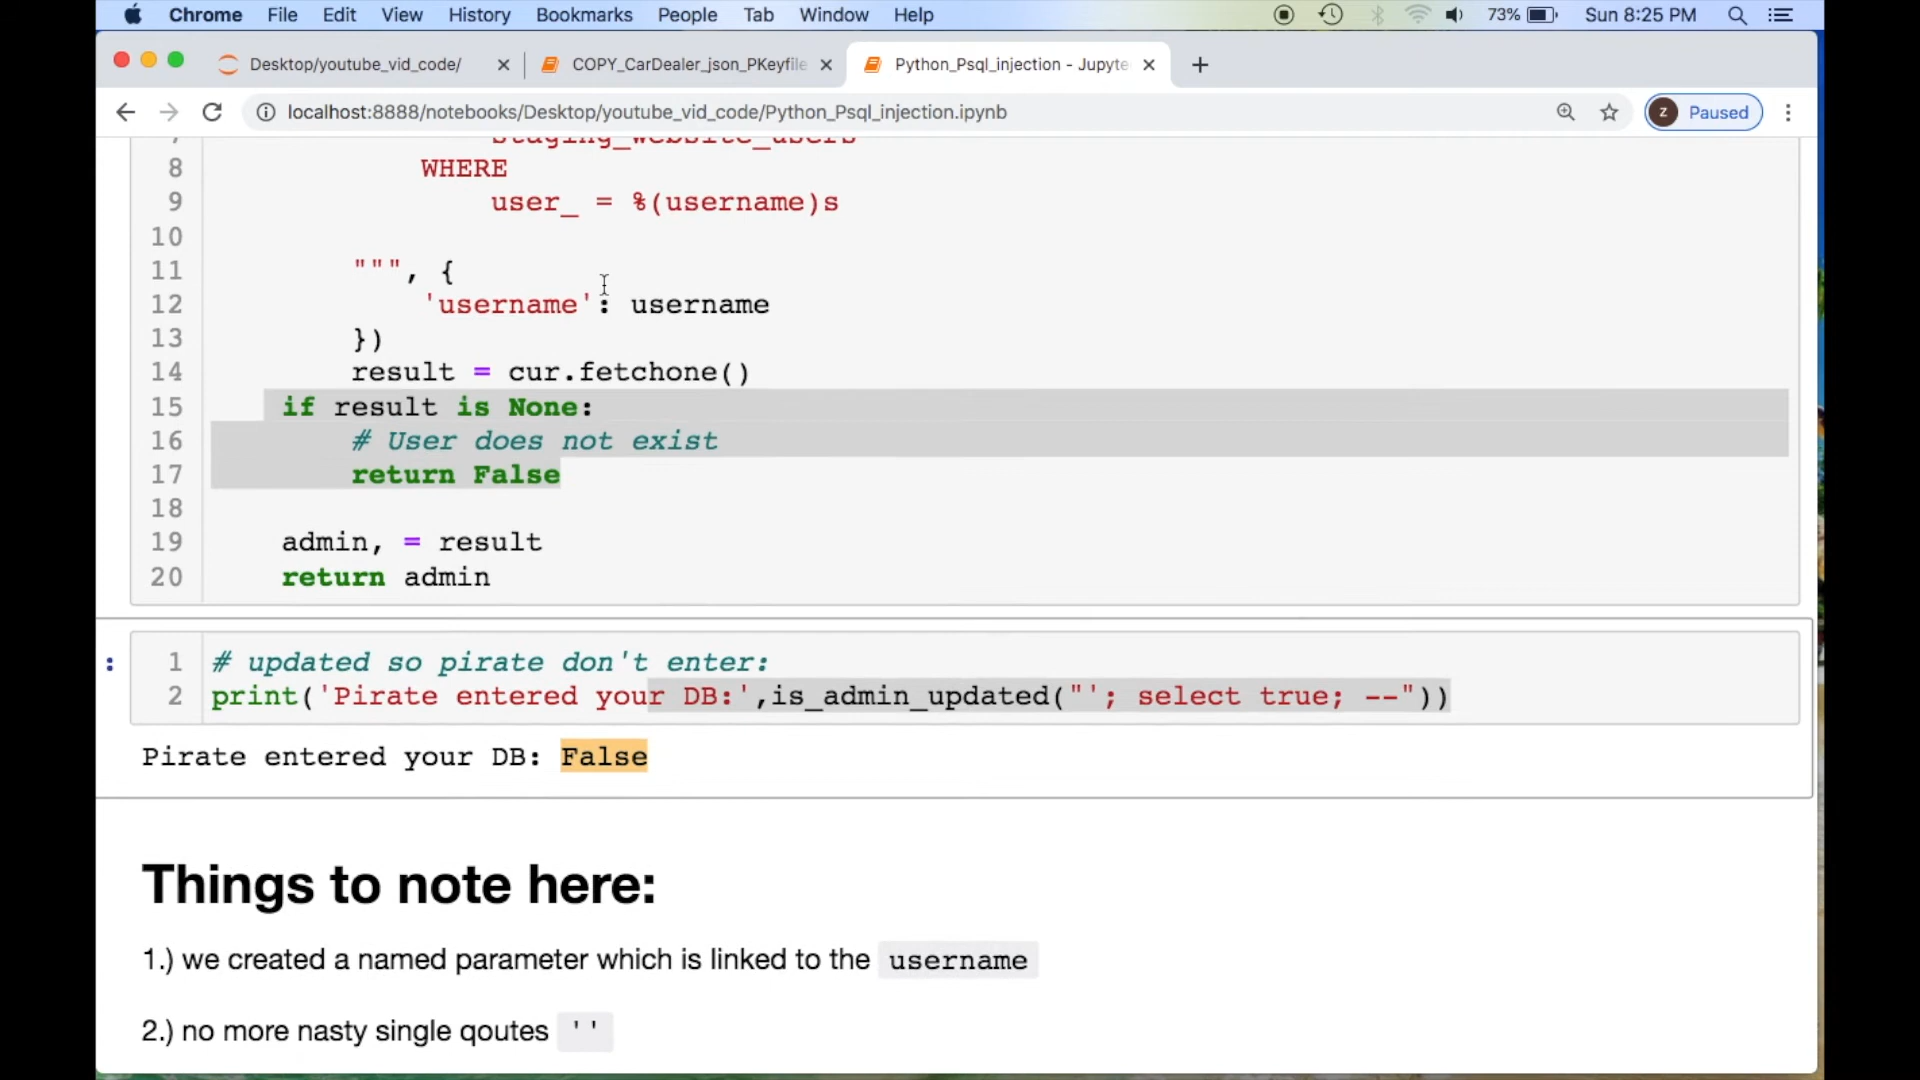 Chrome File Edit View History Bookmarks People Tab Window Help 73% Sun 8:25 PM
Desktop/youtube_vid_code/ COPY_CarDealer_json_PKeyfile Python_Psql_injection - Jupyte
localhost:8888/notebooks/Desktop/youtube_vid_code/Python_Psql_injection.ipynb Z Paused
7 staging_website_users
8 WHERE
9 user_ = %(username)s
10
11 """, {
12 'username': username
13 })
14 result = cur.fetchone()
15 if result is None:
16 # User does not exist
17 return False
18
19 admin, = result
20 return admin
: 1 # updated so pirate don't enter:
2 print('Pirate entered your DB:',is_admin_updated("'; select true; --"))
Pirate entered your DB: False
Things to note here:
1.) we created a named parameter which is linked to the username
2.) no more nasty single qoutes ''